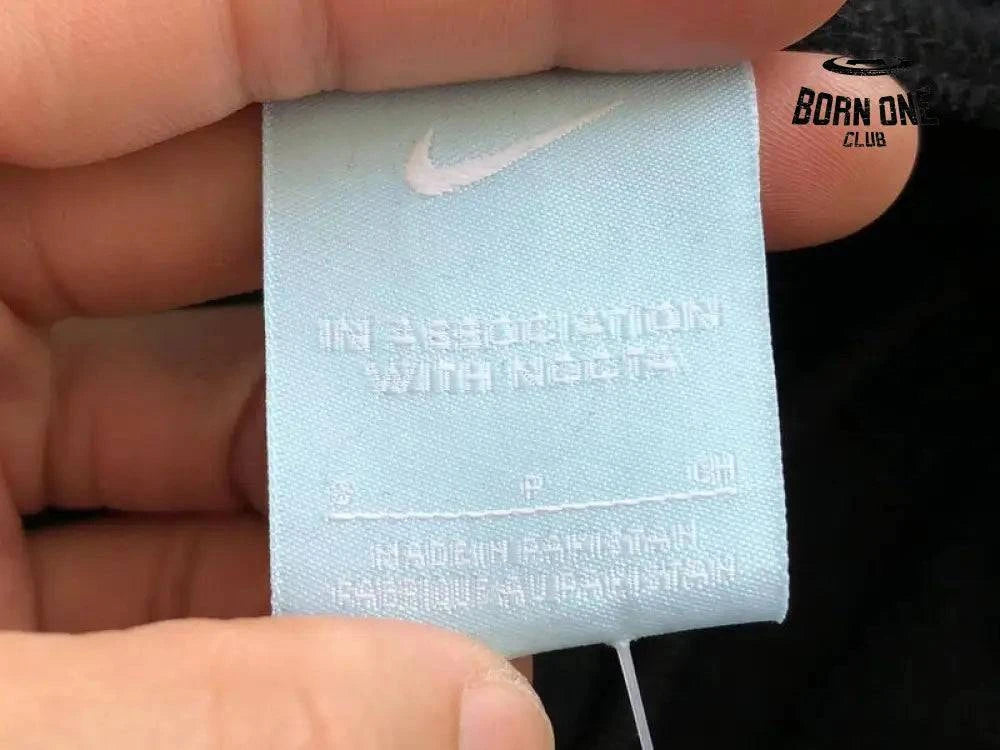 BORN ONE
CLUB
IN ASSOCIATION
WITH NOCTA
S P
MADE IN PAKISTAN
FABRIQUÉ AU PAKISTAN